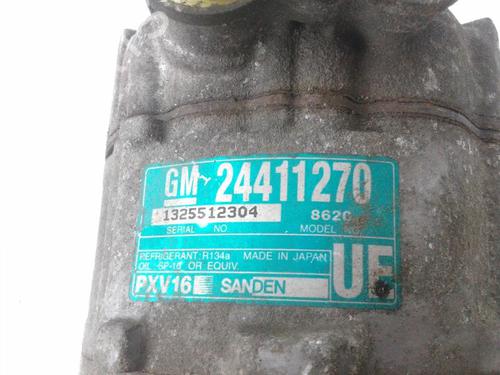 GM 24411270
1325512304 8620
SERIAL NO MODEL NO
REFRIGERANT:R134a MADE IN JAPAN
OIL SP-10 OR EQUIV.
UE
PXV16 SANDEN